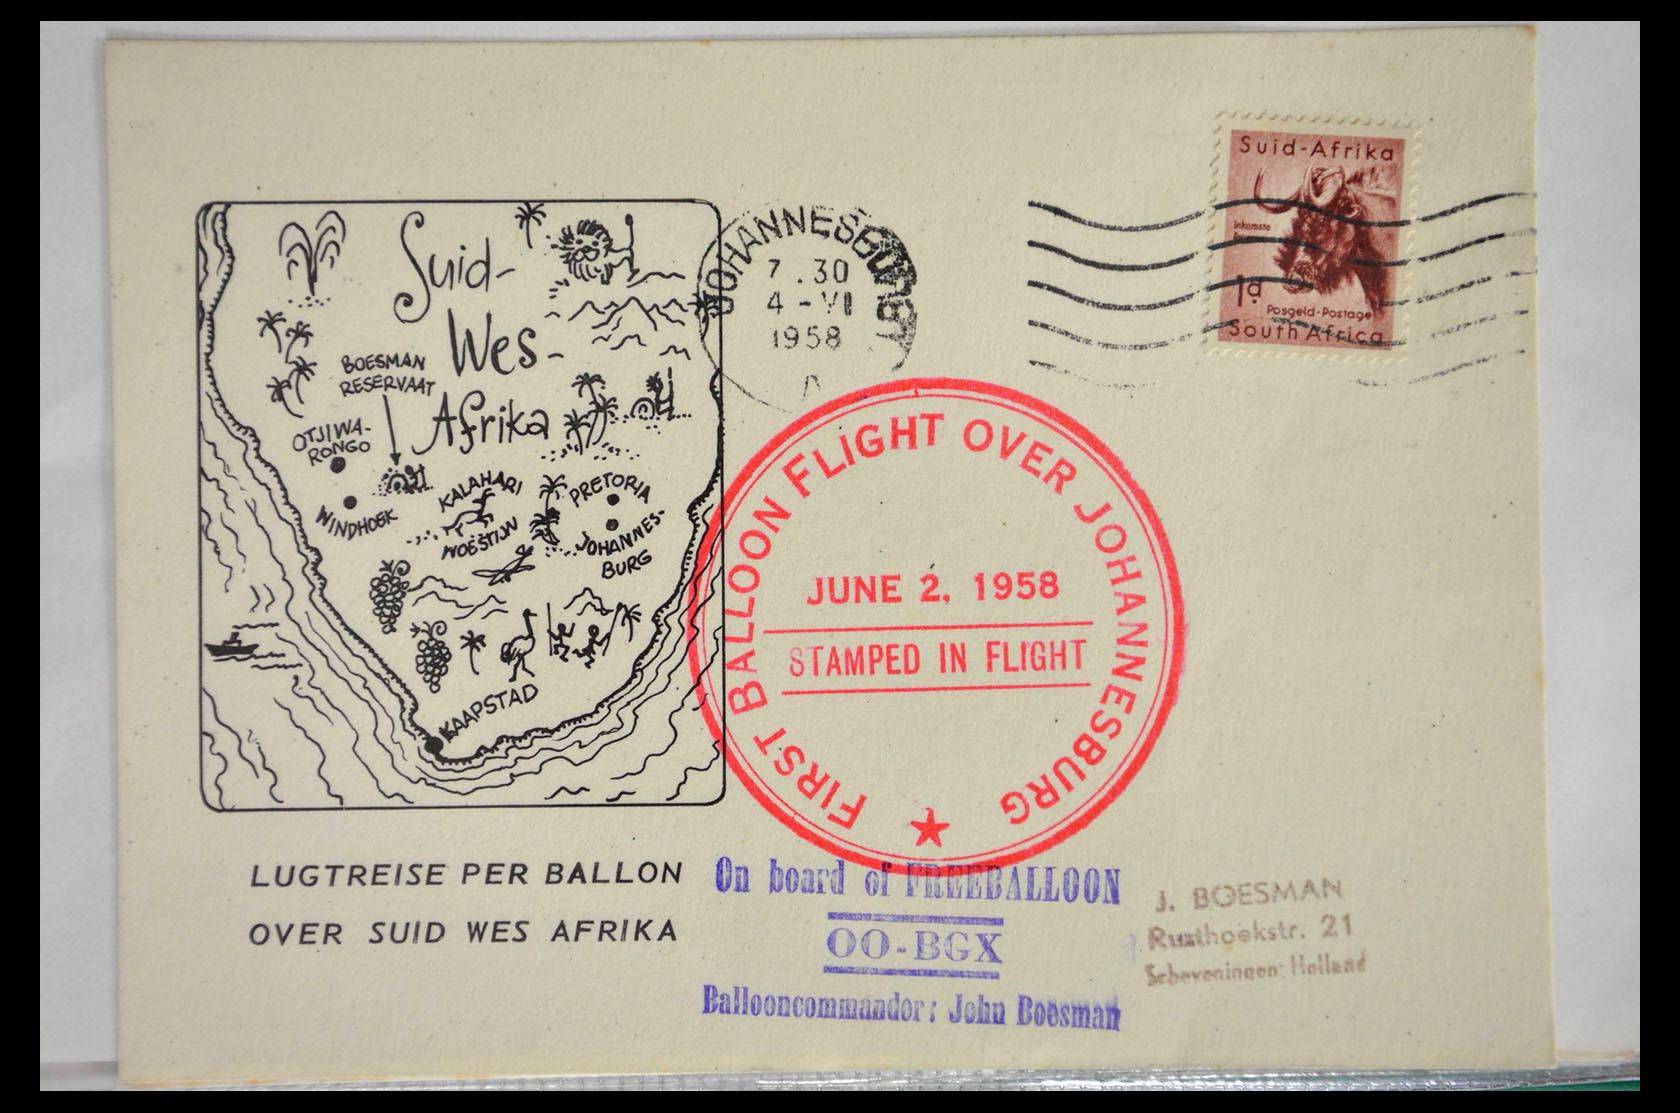 Suid-
Wes-
Afrika
BOESMAN
RESERVAAT
OTJIWA-
RONGO
WINDHOEK
KALAHARI
WOESTIJN
PRETORIA
JOHANNES-
BURG
KAAPSTAD
LUGTREISE PER BALLON
OVER SUID WES AFRIKA
JOHANNESBURG
7.30
4-VI
1958
Suid-Afrika
Inkomste
1d
Posgeld-Postage
South Africa
FIRST BALLOON FLIGHT OVER JOHANNESBURG
JUNE 2, 1958
STAMPED IN FLIGHT
On board of FREEBALLOON
OO-BGX
Ballooncommander: John Boesman
J. BOESMAN
Rusthoekstr. 21
Scheveningen Holland